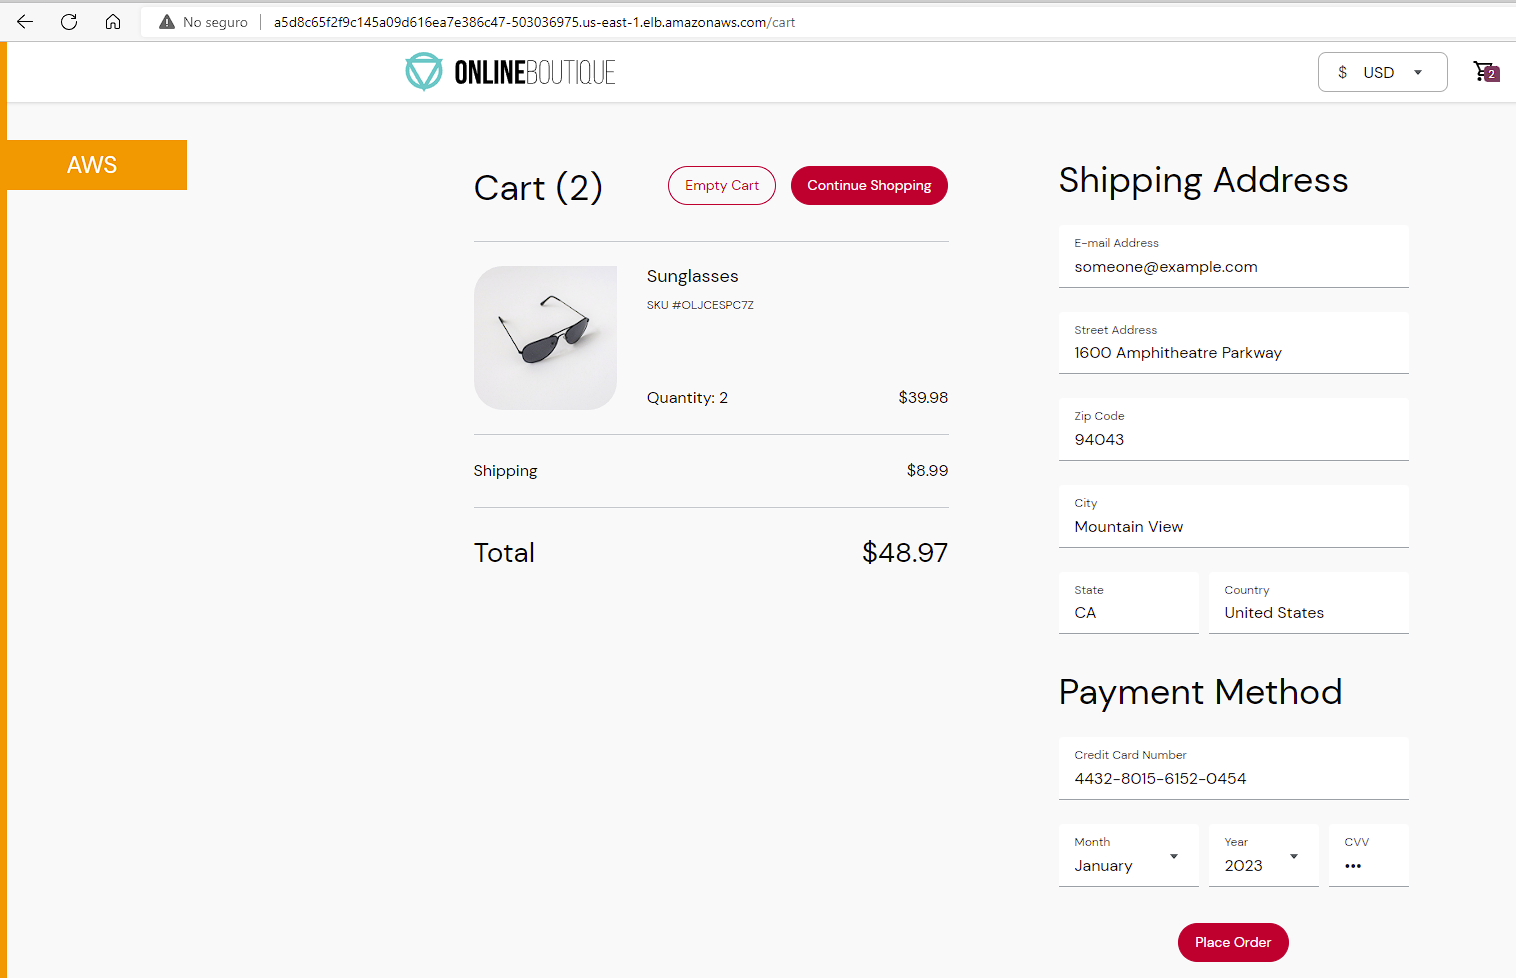 No seguro
a5d8c65f2f9c145a09d616ea7e386c47-503036975.us-east-1.elb.amazonaws.com/cart
ONLINEBOUTIQUE
$ USD
2
AWS
Cart (2)
Empty Cart
Continue Shopping
Sunglasses
SKU #OLJCESPC7Z
Quantity: 2 $39.98
Shipping $8.99
Total $48.97
Shipping Address
E-mail Address
someone@example.com
Street Address
1600 Amphitheatre Parkway
Zip Code
94043
City
Mountain View
State Country
CA United States
Payment Method
Credit Card Number
4432-8015-6152-0454
Month Year CVV
January 2023 •••
Place Order